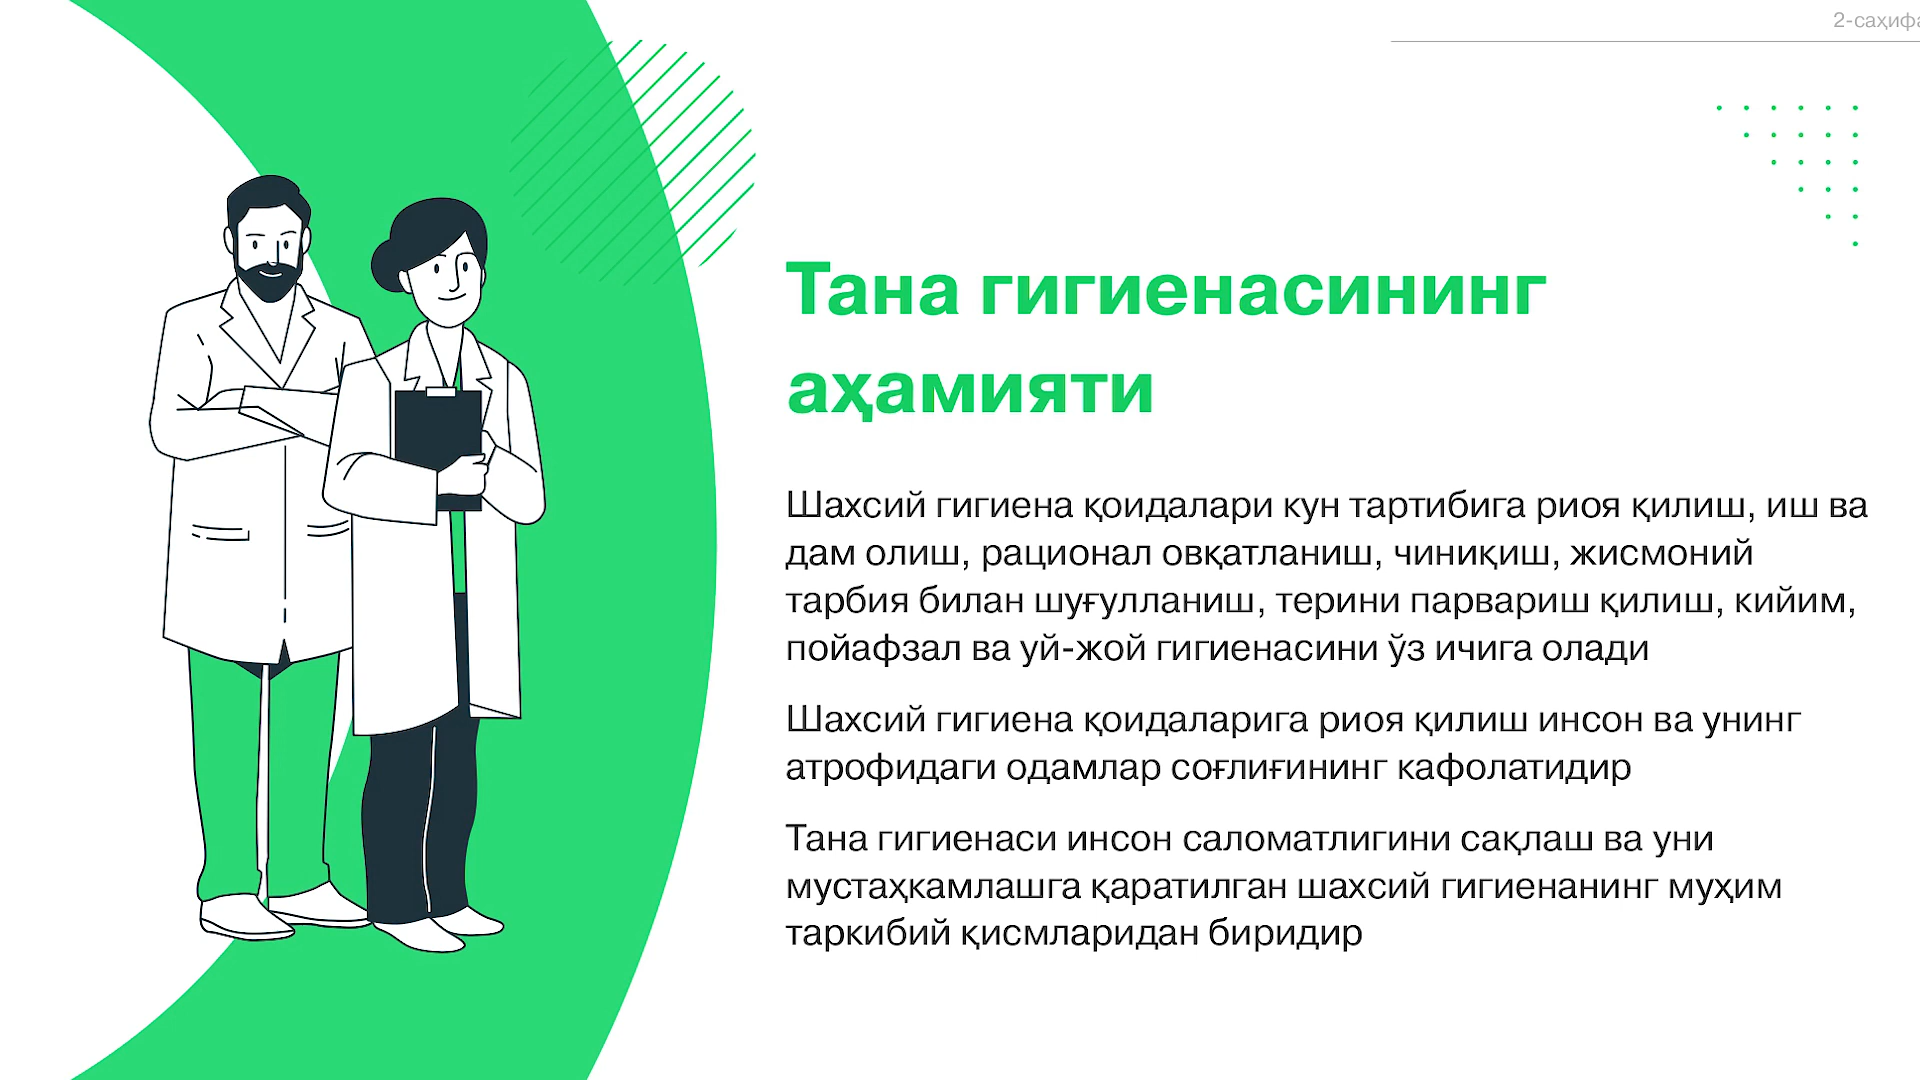 2-саҳифа
Тана гигиенасининг
аҳамияти
Шахсий гигиена қоидалари кун тартибига риоя қилиш, иш ва
дам олиш, рационал овқатланиш, чиниқиш, жисмоний
тарбия билан шуғулланиш, терини парвариш қилиш, кийим,
пойафзал ва уй-жой гигиенасини ўз ичига олади
Шахсий гигиена қоидаларига риоя қилиш инсон ва унинг
атрофидаги одамлар соғлиғининг кафолатидир
Тана гигиенаси инсон саломатлигини сақлаш ва уни
мустаҳкамлашга қаратилган шахсий гигиенанинг муҳим
таркибий қисмларидан биридир